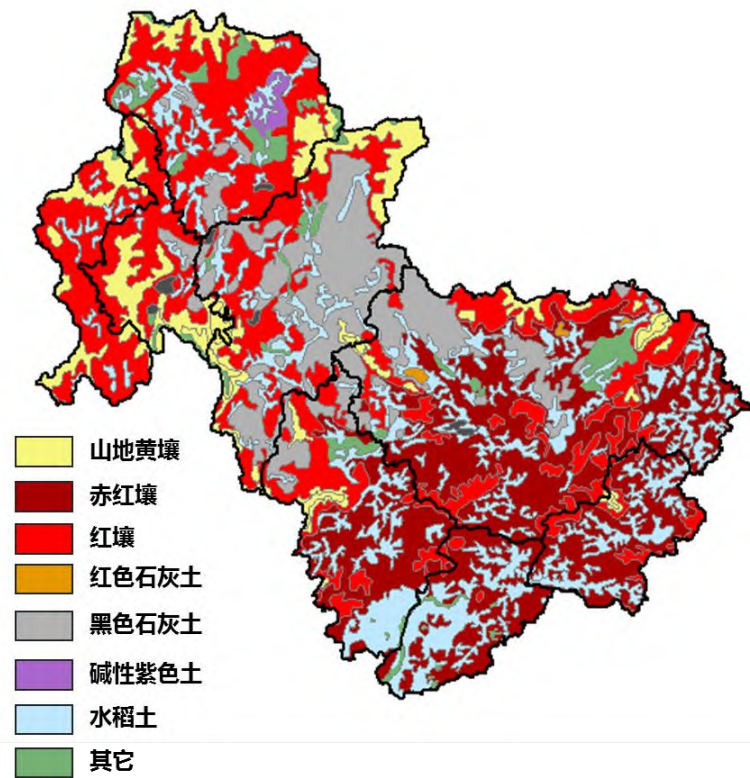 山地黄壤
赤红壤
红壤
红色石灰土
黑色石灰土
碱性紫色土
水稻土
其它